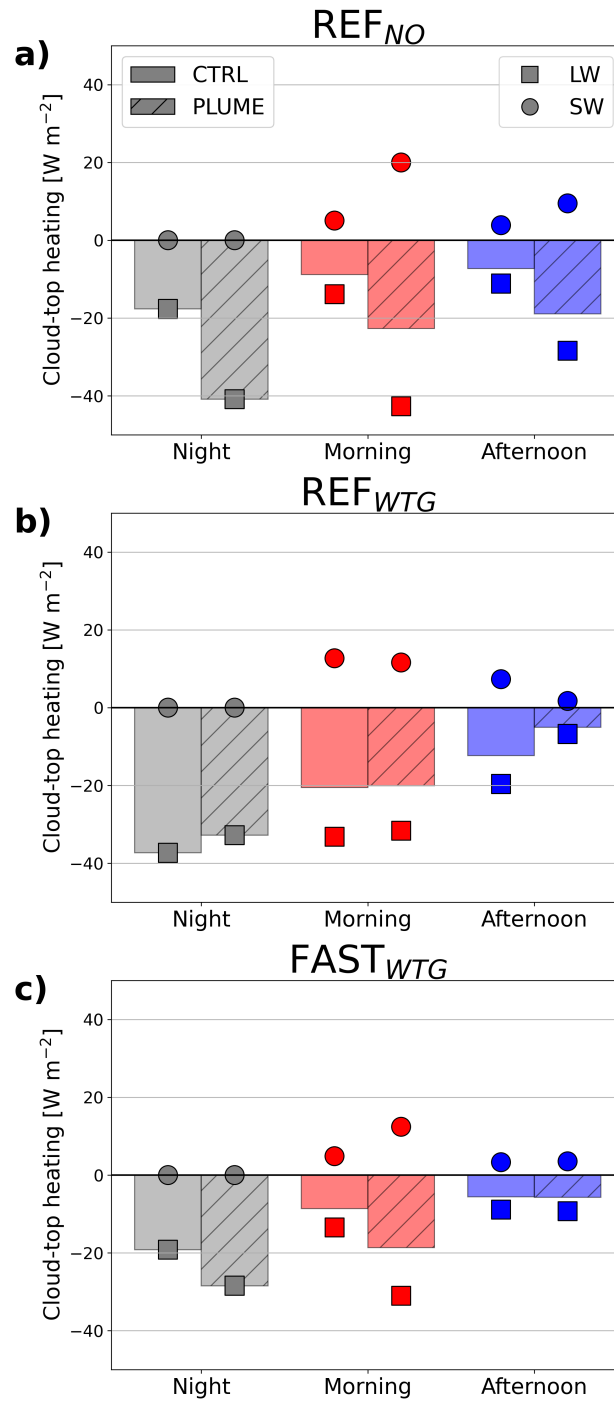 REF_NO
a)
CTRL
PLUME
LW
SW
Cloud-top heating [W m⁻²]
40
20
0
−20
−40
Night Morning Afternoon
REF_WTG
b)
Cloud-top heating [W m⁻²]
40
20
0
−20
−40
Night Morning Afternoon
FAST_WTG
c)
Cloud-top heating [W m⁻²]
40
20
0
−20
−40
Night Morning Afternoon